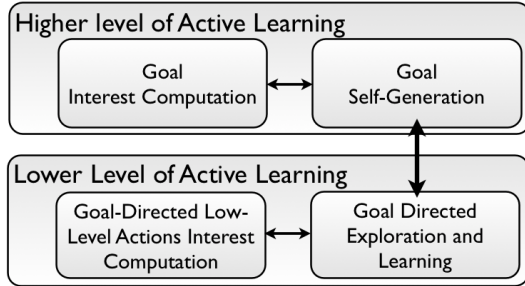 Higher level of Active Learning
Goal
Interest Computation
Goal
Self-Generation
Lower Level of Active Learning
Goal-Directed Low-
Level Actions Interest
Computation
Goal Directed
Exploration and
Learning